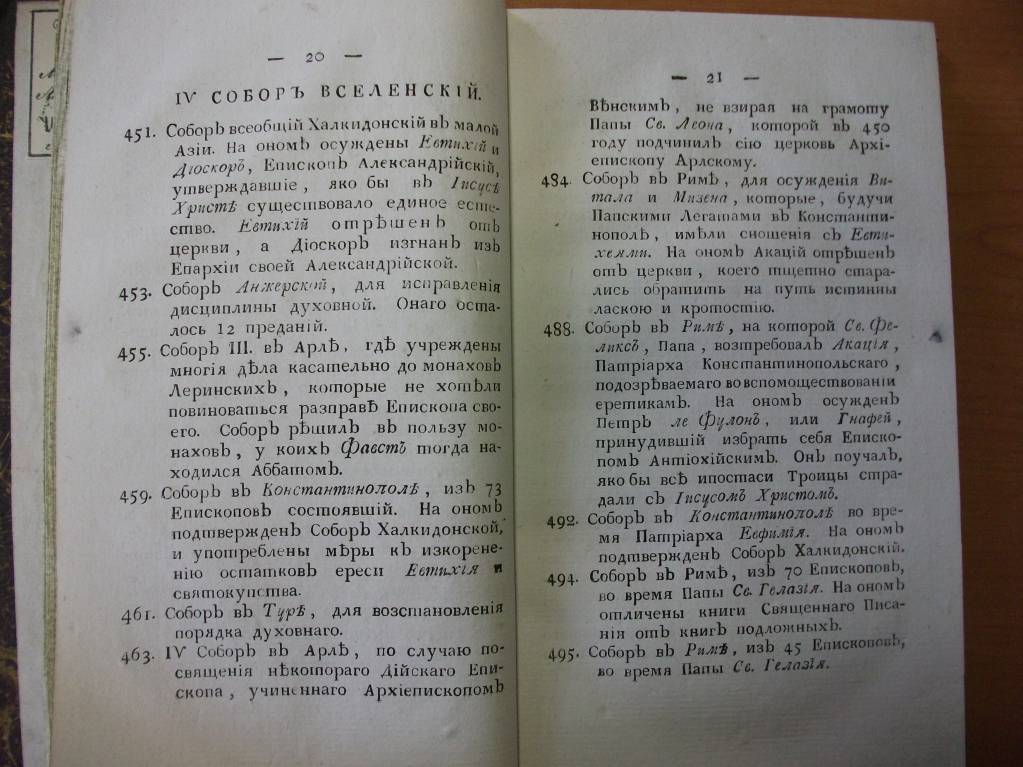 — 20 —
IV СОБОРЪ ВСЕЛЕНСКІЙ.
451. Соборъ всеобщій Халкидонскій въ малой
Азіи. На ономъ осуждены Евтихій и
Діоскоръ, Епископъ Александрійскій,
утверждавшіе, яко бы въ Іисусѣ
Христѣ существовало единое есте-
ство. Евтихій отрѣшенъ отъ
церкви, а Діоскоръ изгнанъ изъ
Епархіи своей Александрійской.
453. Соборъ Анжерской, для исправленія
дисциплины духовной. Онаго оста-
лось 12 преданій.
455. Соборъ III. въ Арлѣ, гдѣ учреждены
многія дѣла касательно до монаховъ
Леринскихъ, которые не хотѣли
повиноваться разправѣ Епископа сво-
его. Соборъ рѣшилъ въ пользу мо-
наховъ, у коихъ Фавстъ тогда на-
ходился Аббатомъ.
459. Соборъ въ Константинополѣ, изъ 73
Епископовъ состоявшій. На ономъ
подтвержденъ Соборъ Халкидонской,
и употреблены мѣры къ изкорене-
нію остатковъ ереси Евтихія и
святокупства.
461. Соборъ въ Турѣ, для возстановленія
порядка духовнаго.
463. IV Соборъ въ Арлѣ, по случаю по-
священія нѣкотораго Дійскаго Епи-
скопа, учиненнаго Архіепископомъ
— 21 —
Вѣнскимъ, не взирая на грамоту
Папы Св. Леона, которой въ 450
году подчинилъ сію церковь Архі-
епископу Арлскому.
484. Соборъ въ Римѣ, для осужденія Ви-
тала и Мизена, которые, будучи
Папскими Легатами въ Константи-
нополѣ, имѣли сношенія съ Евти-
хеями. На ономъ Акацій отрѣшенъ
отъ церкви, коего тщетно стара-
лись обратить на путь истинны
ласкою и кротостію.
488. Соборъ въ Римѣ, на которой Св. Фе-
ликсъ, Папа, возтребовалъ Акація,
Патріарха Константинопольскаго,
подозрѣваемаго во вспомоществованіи
еретикамъ. На ономъ осужденъ
Петръ ле Фулонъ, или Гнафей,
принудившій избрать себя Еписко-
помъ Антіохійскимъ. Онъ поучалъ,
яко бы всѣ ипостаси Троицы стра-
дали съ Іисусомъ Христомъ.
492. Соборъ въ Константинополѣ во вре-
мя Патріарха Евфимія. На ономъ
подтвержденъ Соборъ Халкидонскій.
494. Соборъ въ Римѣ, изъ 70 Епископовъ,
во время Папы Св. Гелазія. На ономъ
отличены книги Священнаго Писа-
нія отъ книгъ подложныхъ.
495. Соборъ въ Римѣ, изъ 45 Епископовъ,
во время Папы Св. Гелазія.